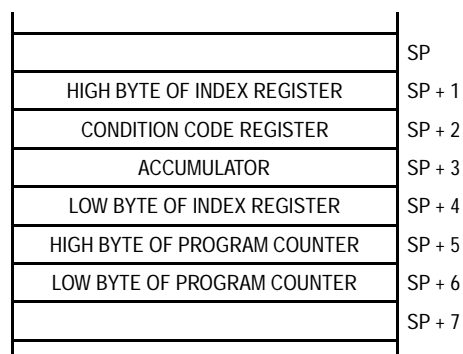 SP
HIGH BYTE OF INDEX REGISTER SP + 1
CONDITION CODE REGISTER SP + 2
ACCUMULATOR SP + 3
LOW BYTE OF INDEX REGISTER SP + 4
HIGH BYTE OF PROGRAM COUNTER SP + 5
LOW BYTE OF PROGRAM COUNTER SP + 6
SP + 7